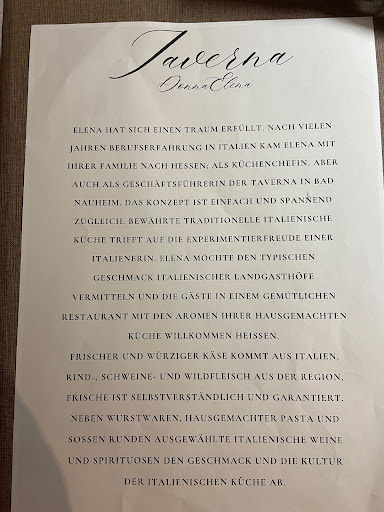 Taverna
Donna Elena
ELENA HAT SICH EINEN TRAUM ERFÜLLT. NACH VIELEN
JAHREN BERUFSERFAHRUNG IN ITALIEN KAM ELENA MIT
IHRER FAMILIE NACH HESSEN; ALS KÜCHENCHEFIN, ABER
AUCH ALS GESCHÄFTSFÜHRERIN DER TAVERNA IN BAD
NAUHEIM. DAS KONZEPT IST EINFACH UND SPANNEND
ZUGLEICH. BEWÄHRTE TRADITIONELLE ITALIENISCHE
KÜCHE TRIFFT AUF DIE EXPERIMENTIERFREUDE EINER
ITALIENERIN. ELENA MÖCHTE DEN TYPISCHEN
GESCHMACK ITALIENISCHER LANDGASTHÖFE
VERMITTELN UND DIE GÄSTE IN EINEM GEMÜTLICHEN
RESTAURANT MIT DEN AROMEN IHRER HAUSGEMACHTEN
KÜCHE WILLKOMMEN HEISSEN.
FRISCHER UND WÜRZIGER KÄSE KOMMT AUS ITALIEN,
RIND-, SCHWEINE- UND WILDFLEISCH AUS DER REGION,
FRISCHE IST SELBSTVERSTÄNDLICH UND GARANTIERT.
NEBEN WURSTWAREN, HAUSGEMACHTER PASTA UND
SOSSEN RUNDEN AUSGEWÄHLTE ITALIENISCHE WEINE
UND SPIRITUOSEN DEN GESCHMACK UND DIE KULTUR
DER ITALIENISCHEN KÜCHE AB.